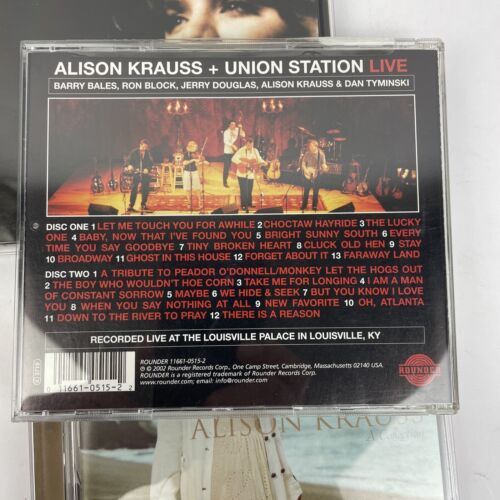 ALISON KRAUSS + UNION STATION LIVE
BARRY BALES, RON BLOCK, JERRY DOUGLAS, ALISON KRAUSS & DAN TYMINSKI
DISC ONE 1 LET ME TOUCH YOU FOR AWHILE 2 CHOCTAW HAYRIDE 3 THE LUCKY
ONE 4 BABY, NOW THAT I'VE FOUND YOU 5 BRIGHT SUNNY SOUTH 6 EVERY
TIME YOU SAY GOODBYE 7 TINY BROKEN HEART 8 CLUCK OLD HEN 9 STAY
10 BROADWAY 11 GHOST IN THIS HOUSE 12 FORGET ABOUT IT 13 FARAWAY LAND
DISC TWO 1 A TRIBUTE TO PEADOR O'DONNELL/MONKEY LET THE HOGS OUT
2 THE BOY WHO WOULDN'T HOE CORN 3 TAKE ME FOR LONGING 4 I AM A MAN
OF CONSTANT SORROW 5 MAYBE 6 WE HIDE & SEEK 7 BUT YOU KNOW I LOVE
YOU 8 WHEN YOU SAY NOTHING AT ALL 9 NEW FAVORITE 10 OH, ATLANTA
11 DOWN TO THE RIVER TO PRAY 12 THERE IS A REASON
RECORDED LIVE AT THE LOUISVILLE PALACE IN LOUISVILLE, KY
ROUNDER 11661-0515-2
℗ © 2002 Rounder Records Corp., One Camp Street, Cambridge, Massachusetts 02140 USA.
ROUNDER is a registered trademark of Rounder Records Corp.
www.rounder.com email: info@rounder.com
0 11661-0515-2 2
ROUNDER
ALISON KRAUSS
A Collection